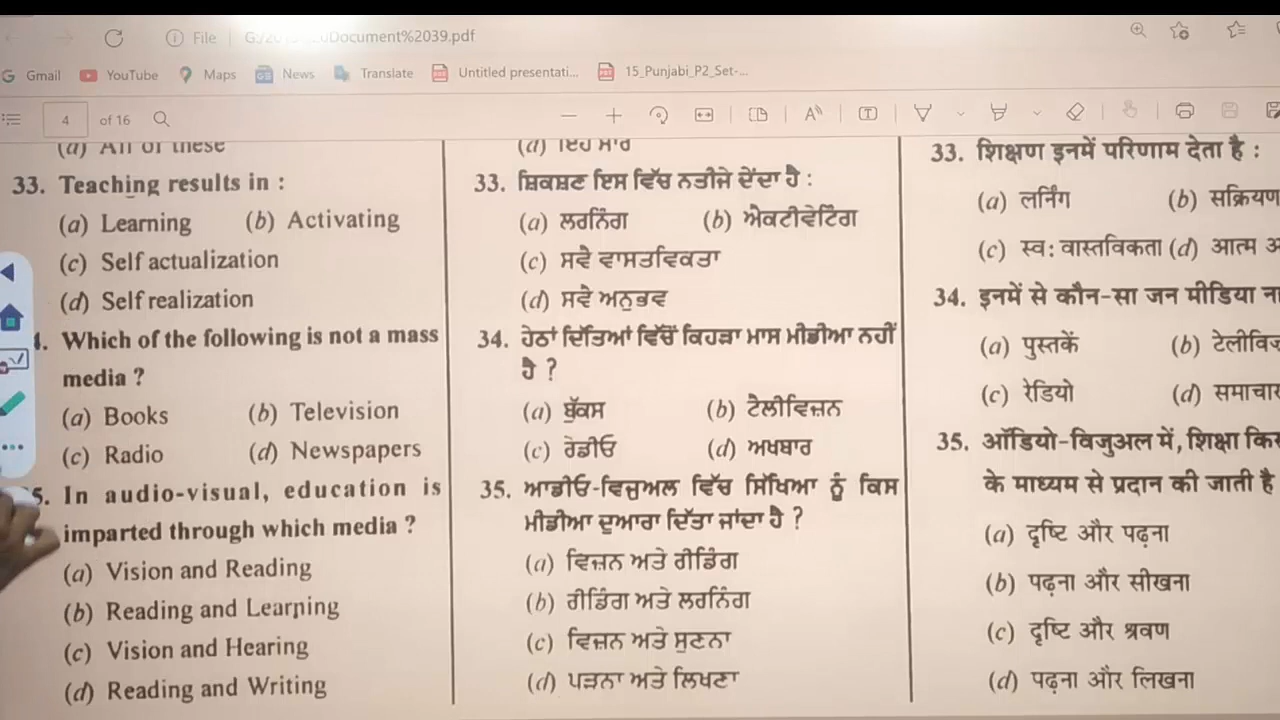 File
Document%2039.pdf
Gmail YouTube Maps News Translate Untitled presentati... 15_Punjabi_P2_Set-...
4 of 16
(d) All of these
33. Teaching results in :
(a) Learning (b) Activating
(c) Self actualization
(d) Self realization
Which of the following is not a mass
media ?
(a) Books (b) Television
(c) Radio (d) Newspapers
5. In audio-visual, education is
imparted through which media ?
(a) Vision and Reading
(b) Reading and Learning
(c) Vision and Hearing
(d) Reading and Writing
(d) ਇਹ ਸਾਰੇ
33. ਸ਼ਿਕਸ਼ਣ ਇਸ ਵਿੱਚ ਨਤੀਜੇ ਦੇਂਦਾ ਹੈ :
(a) ਲਰਨਿੰਗ (b) ਐਕਟੀਵੇਟਿੰਗ
(c) ਸਵੈ ਵਾਸਤਵਿਕਤਾ
(d) ਸਵੈ ਅਨੁਭਵ
34. ਹੇਠਾਂ ਦਿੱਤਿਆਂ ਵਿੱਚੋਂ ਕਿਹੜਾ ਮਾਸ ਮੀਡੀਆ ਨਹੀਂ
ਹੈ ?
(a) ਬੁੱਕਸ (b) ਟੈਲੀਵਿਜ਼ਨ
(c) ਰੇਡੀਓ (d) ਅਖਬਾਰ
35. ਆਡੀਓ-ਵਿਜੁਅਲ ਵਿੱਚ ਸਿੱਖਿਆ ਨੂੰ ਕਿਸ
ਮੀਡੀਆ ਦੁਆਰਾ ਦਿੱਤਾ ਜਾਂਦਾ ਹੈ ?
(a) ਵਿਜ਼ਨ ਅਤੇ ਰੀਡਿੰਗ
(b) ਰੀਡਿੰਗ ਅਤੇ ਲਰਨਿੰਗ
(c) ਵਿਜ਼ਨ ਅਤੇ ਸੁਣਨਾ
(d) ਪੜਨਾ ਅਤੇ ਲਿਖਣਾ
33. शिक्षण इनमें परिणाम देता है :
(a) लर्निंग (b) सक्रियण
(c) स्व: वास्तविकता (d) आत्म
34. इनमें से कौन-सा जन मीडिया
(a) पुस्तकें (b)
(c) रेडियो (d)
35. ऑडियो-विजुअल में, शिक्षा
के माध्यम से प्रदान की जाती है
(a) दृष्टि और पढ़ना
(b) पढ़ना और सीखना
(c) दृष्टि और श्रवण
(d) पढ़ना और लिखना